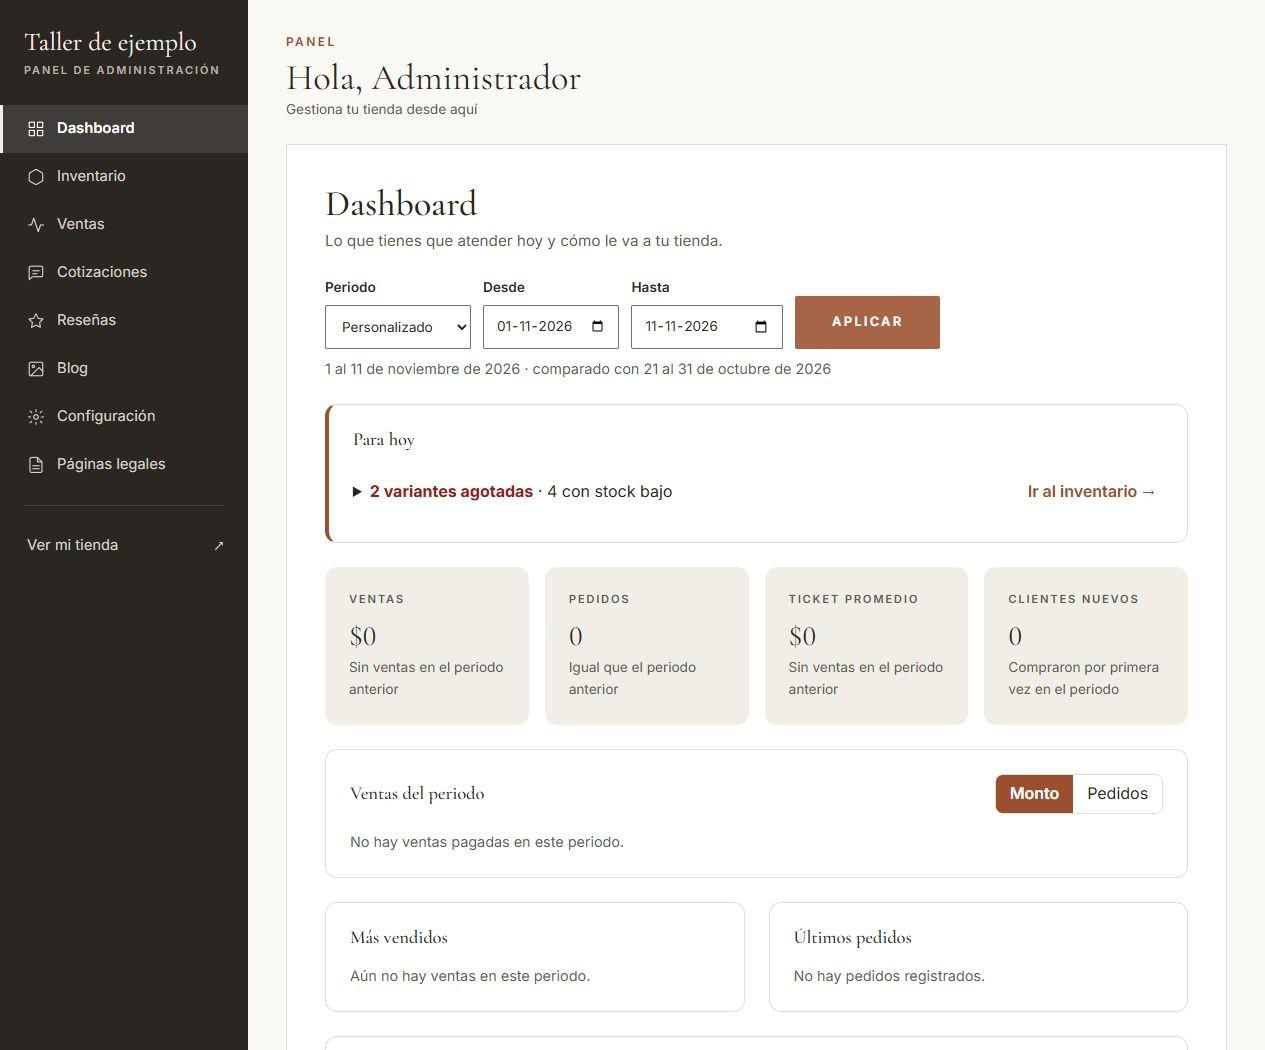 Taller de ejemplo
PANEL DE ADMINISTRACIÓN
Dashboard
Inventario
Ventas
Cotizaciones
Reseñas
Blog
Configuración
Páginas legales
Ver mi tienda ↗
PANEL
Hola, Administrador
Gestiona tu tienda desde aquí
Dashboard
Lo que tienes que atender hoy y cómo le va a tu tienda.
Periodo Desde Hasta
Personalizado 01-11-2026 11-11-2026 APLICAR
1 al 11 de noviembre de 2026 · comparado con 21 al 31 de octubre de 2026
Para hoy
▶ 2 variantes agotadas · 4 con stock bajo Ir al inventario →
VENTAS
$0
Sin ventas en el periodo
anterior
PEDIDOS
0
Igual que el periodo
anterior
TICKET PROMEDIO
$0
Sin ventas en el periodo
anterior
CLIENTES NUEVOS
0
Compraron por primera
vez en el periodo
Ventas del periodo Monto Pedidos
No hay ventas pagadas en este periodo.
Más vendidos
Aún no hay ventas en este periodo.
Últimos pedidos
No hay pedidos registrados.